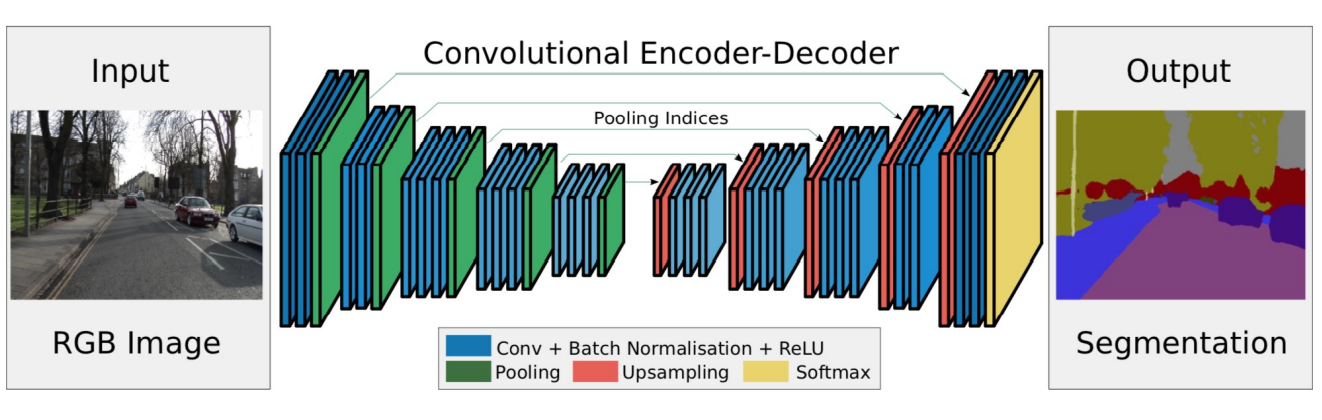 Convolutional Encoder-Decoder
Input
Output
Pooling Indices
RGB Image
Segmentation
Conv + Batch Normalisation + ReLU
Pooling
Upsampling
Softmax